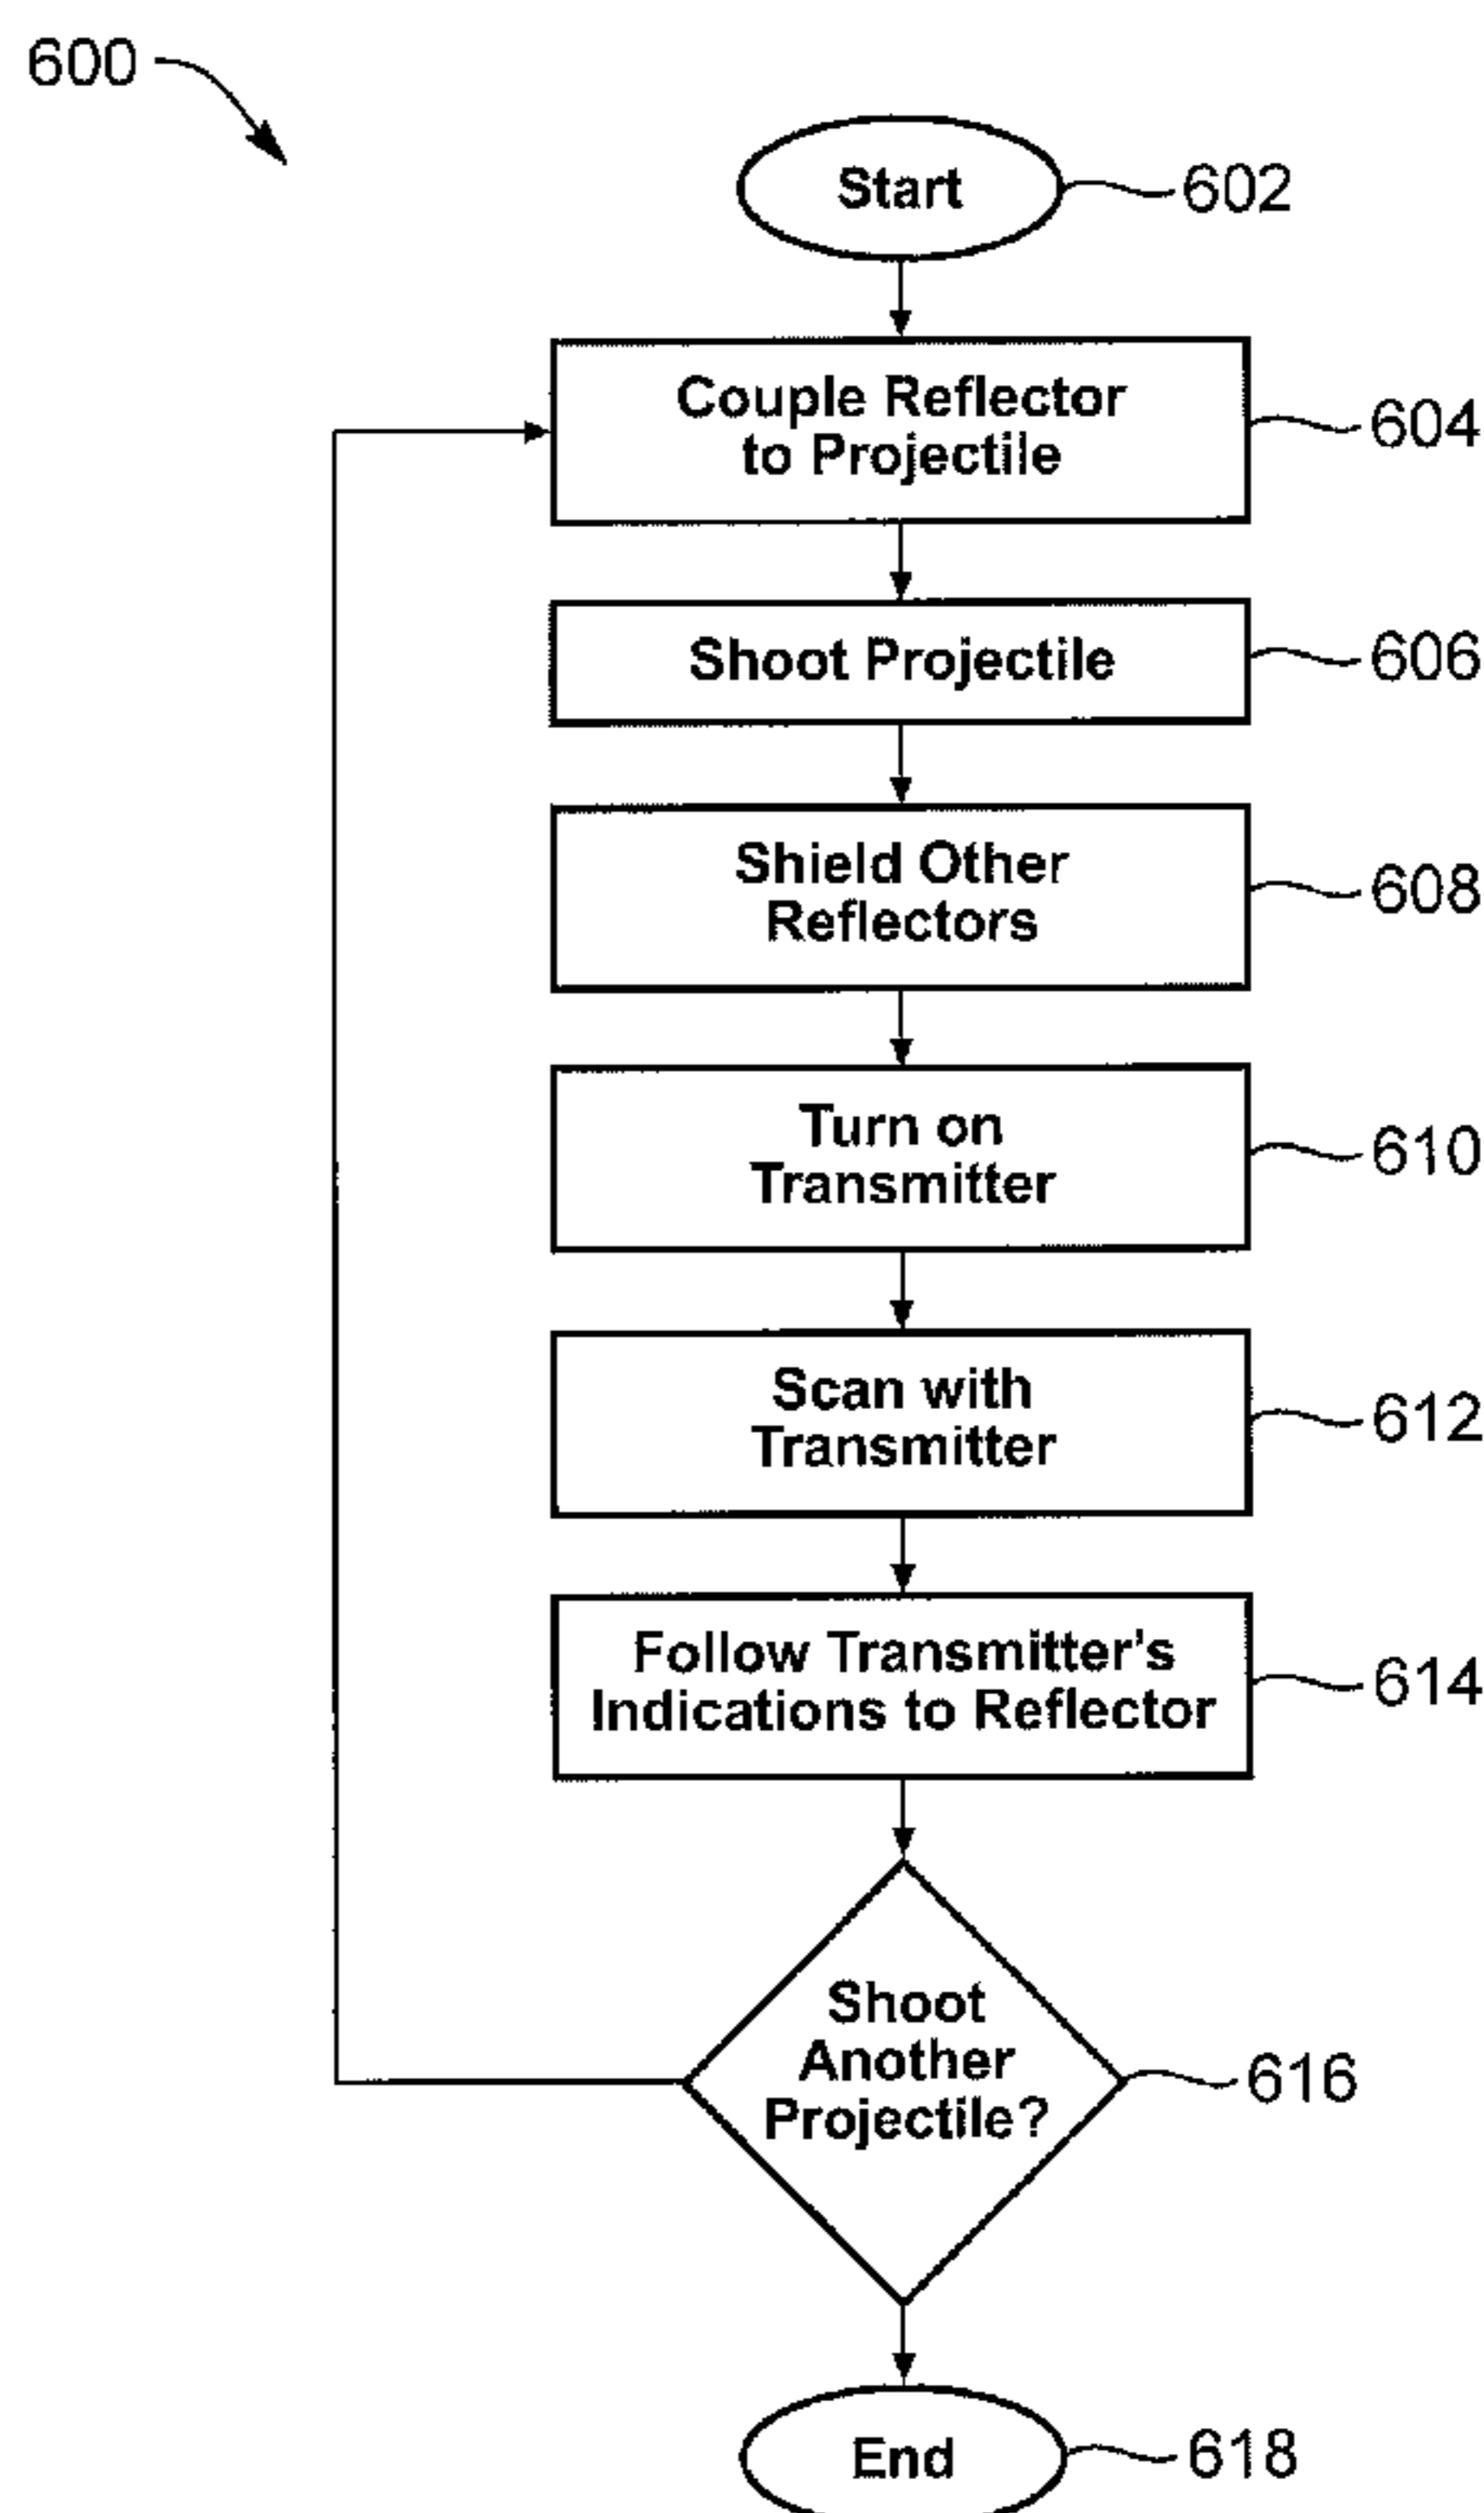 600
Start
602
Couple Reflector
to Projectile
604
Shoot Projectile
606
Shield Other
Reflectors
608
Turn on
Transmitter
610
Scan with
Transmitter
612
Follow Transmitter's
Indications to Reflector
614
Shoot
Another
Projectile?
616
End
618